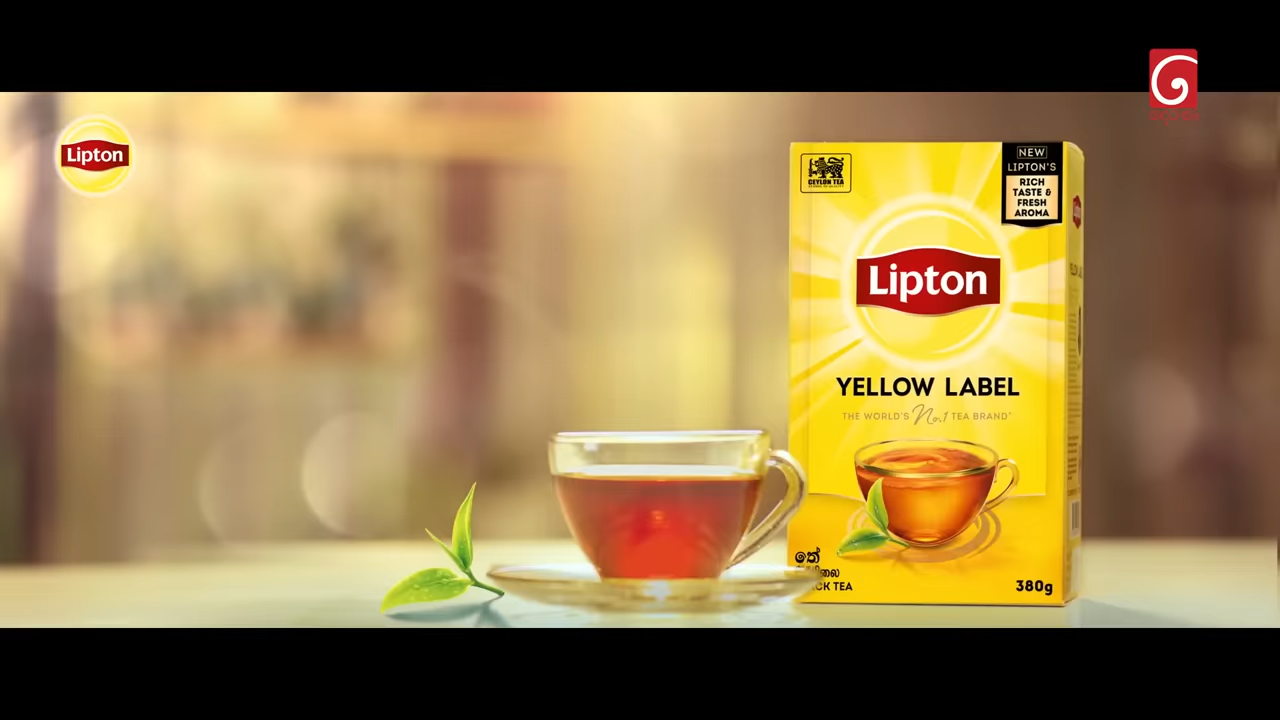 Lipton
CEYLON TEA
NEW
LIPTON'S
RICH
TASTE &
FRESH
AROMA
Lipton
YELLOW LABEL
THE WORLD'S No.1 TEA BRAND*
තේ
TEA
380g